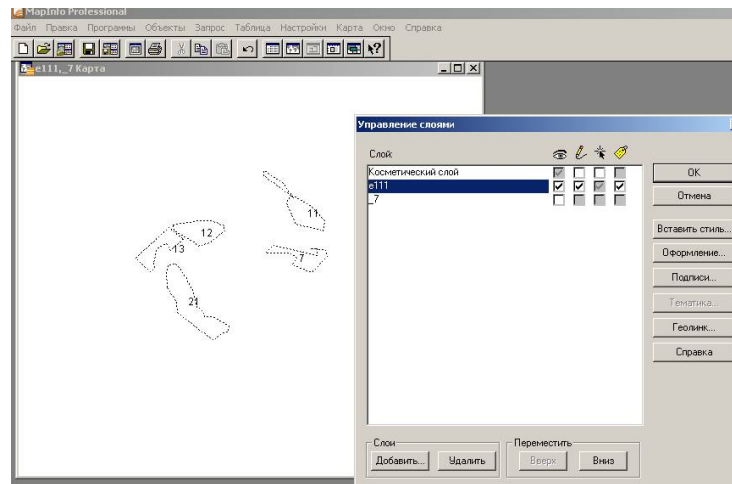 MapInfo Professional
Файл Правка Программы Объекты Запрос Таблица Настройки Карта Окно Справка
e111,_7 Карта
Управление слоями
Слой:
Косметический слой
e111
_7
OK
Отмена
Вставить стиль...
Оформление...
Подписи...
Тематика...
Геолинк...
Справка
Слои
Добавить...
Удалить
Переместить
Вверх
Вниз
11
12
13
7
21